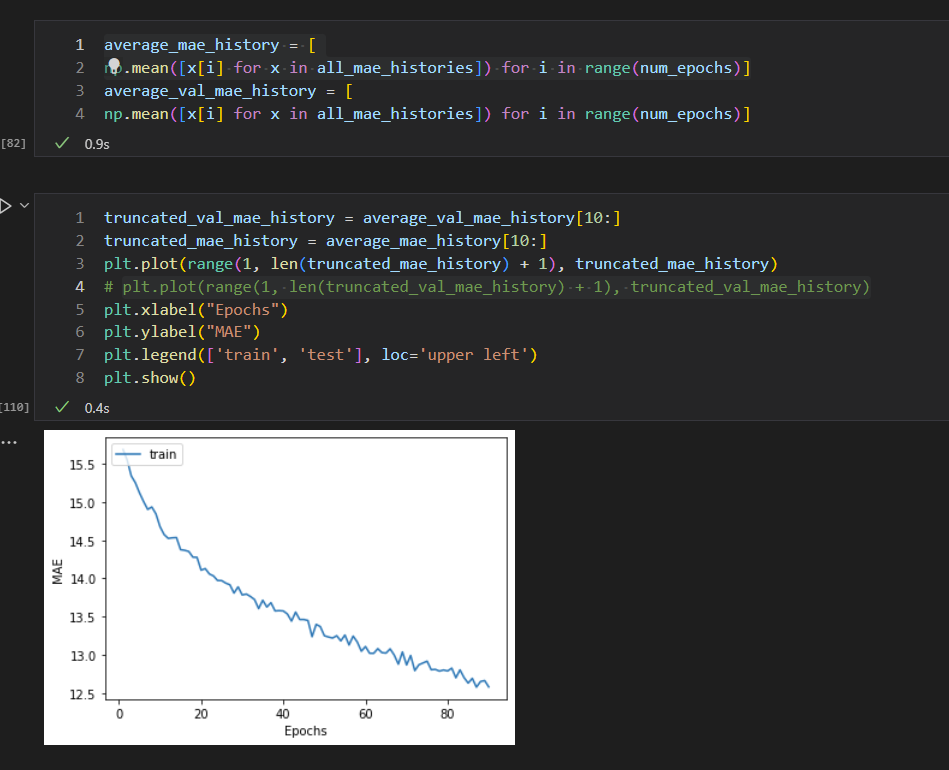 1 average_mae_history = [
2 np.mean([x[i] for x in all_mae_histories]) for i in range(num_epochs)]
3 average_val_mae_history = [
4 np.mean([x[i] for x in all_mae_histories]) for i in range(num_epochs)]
[82] 0.9s
1 truncated_val_mae_history = average_val_mae_history[10:]
2 truncated_mae_history = average_mae_history[10:]
3 plt.plot(range(1, len(truncated_mae_history) + 1), truncated_mae_history)
4 # plt.plot(range(1, len(truncated_val_mae_history) + 1), truncated_val_mae_history)
5 plt.xlabel("Epochs")
6 plt.ylabel("MAE")
7 plt.legend(['train', 'test'], loc='upper left')
8 plt.show()
[110] 0.4s
...
train
15.5
15.0
14.5
14.0
13.5
13.0
12.5
MAE
0 20 40 60 80
Epochs